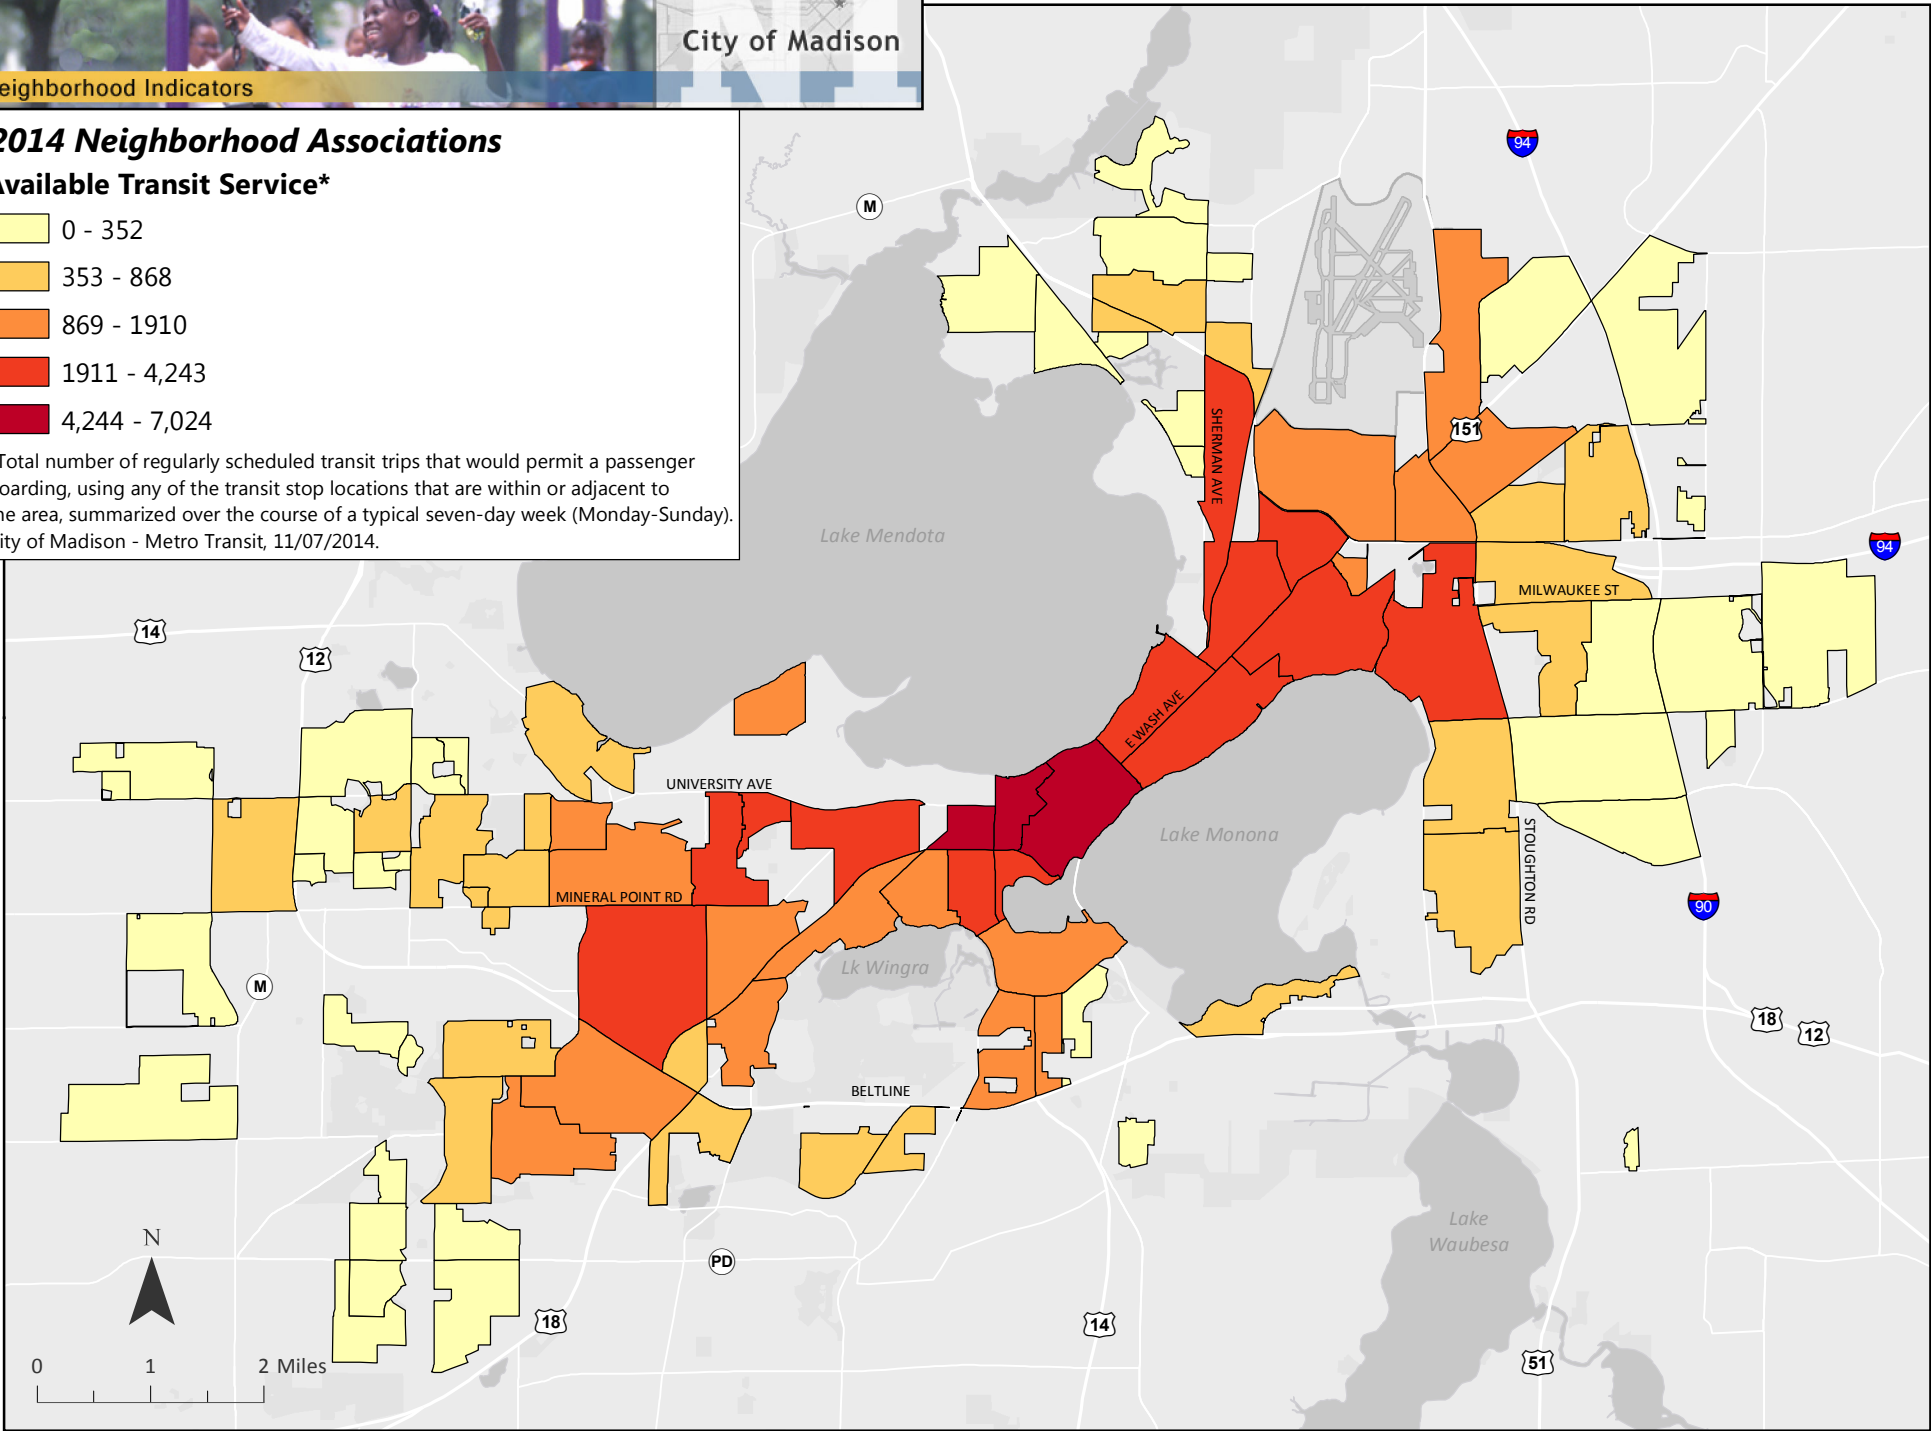 City of Madison
eighborhood Indicators
2014 Neighborhood Associations
Available Transit Service*
0 - 352
353 - 868
869 - 1910
1911 - 4,243
4,244 - 7,024
Total number of regularly scheduled transit trips that would permit a passenger
oarding, using any of the transit stop locations that are within or adjacent to
he area, summarized over the course of a typical seven-day week (Monday-Sunday).
ity of Madison - Metro Transit, 11/07/2014.
94
M
151
SHERMAN AVE
Lake Mendota
94
MILWAUKEE ST
14
12
E WASH AVE
UNIVERSITY AVE
Lake Monona
STOUGHTON RD
MINERAL POINT RD
90
Lk Wingra
M
18
12
BELTLINE
Lake
Waubesa
N
PD
18
14
51
0 1 2 Miles